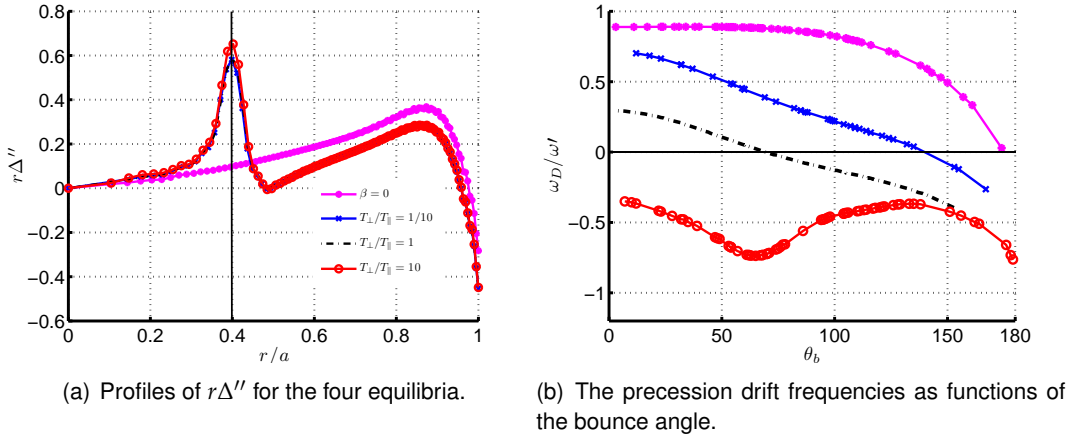 0.8
0.6
0.4
0.2
0
−0.2
−0.4
−0.6
rΔ′′
0 0.2 0.4 0.6 0.8 1
r/a
β = 0
T⊥/T∥ = 1/10
T⊥/T∥ = 1
T⊥/T∥ = 10
(a) Profiles of rΔ′′ for the four equilibria.
1
0.5
0
−0.5
−1
ωD/ω′
0 50 100 150 180
θb
(b) The precession drift frequencies as functions of
the bounce angle.